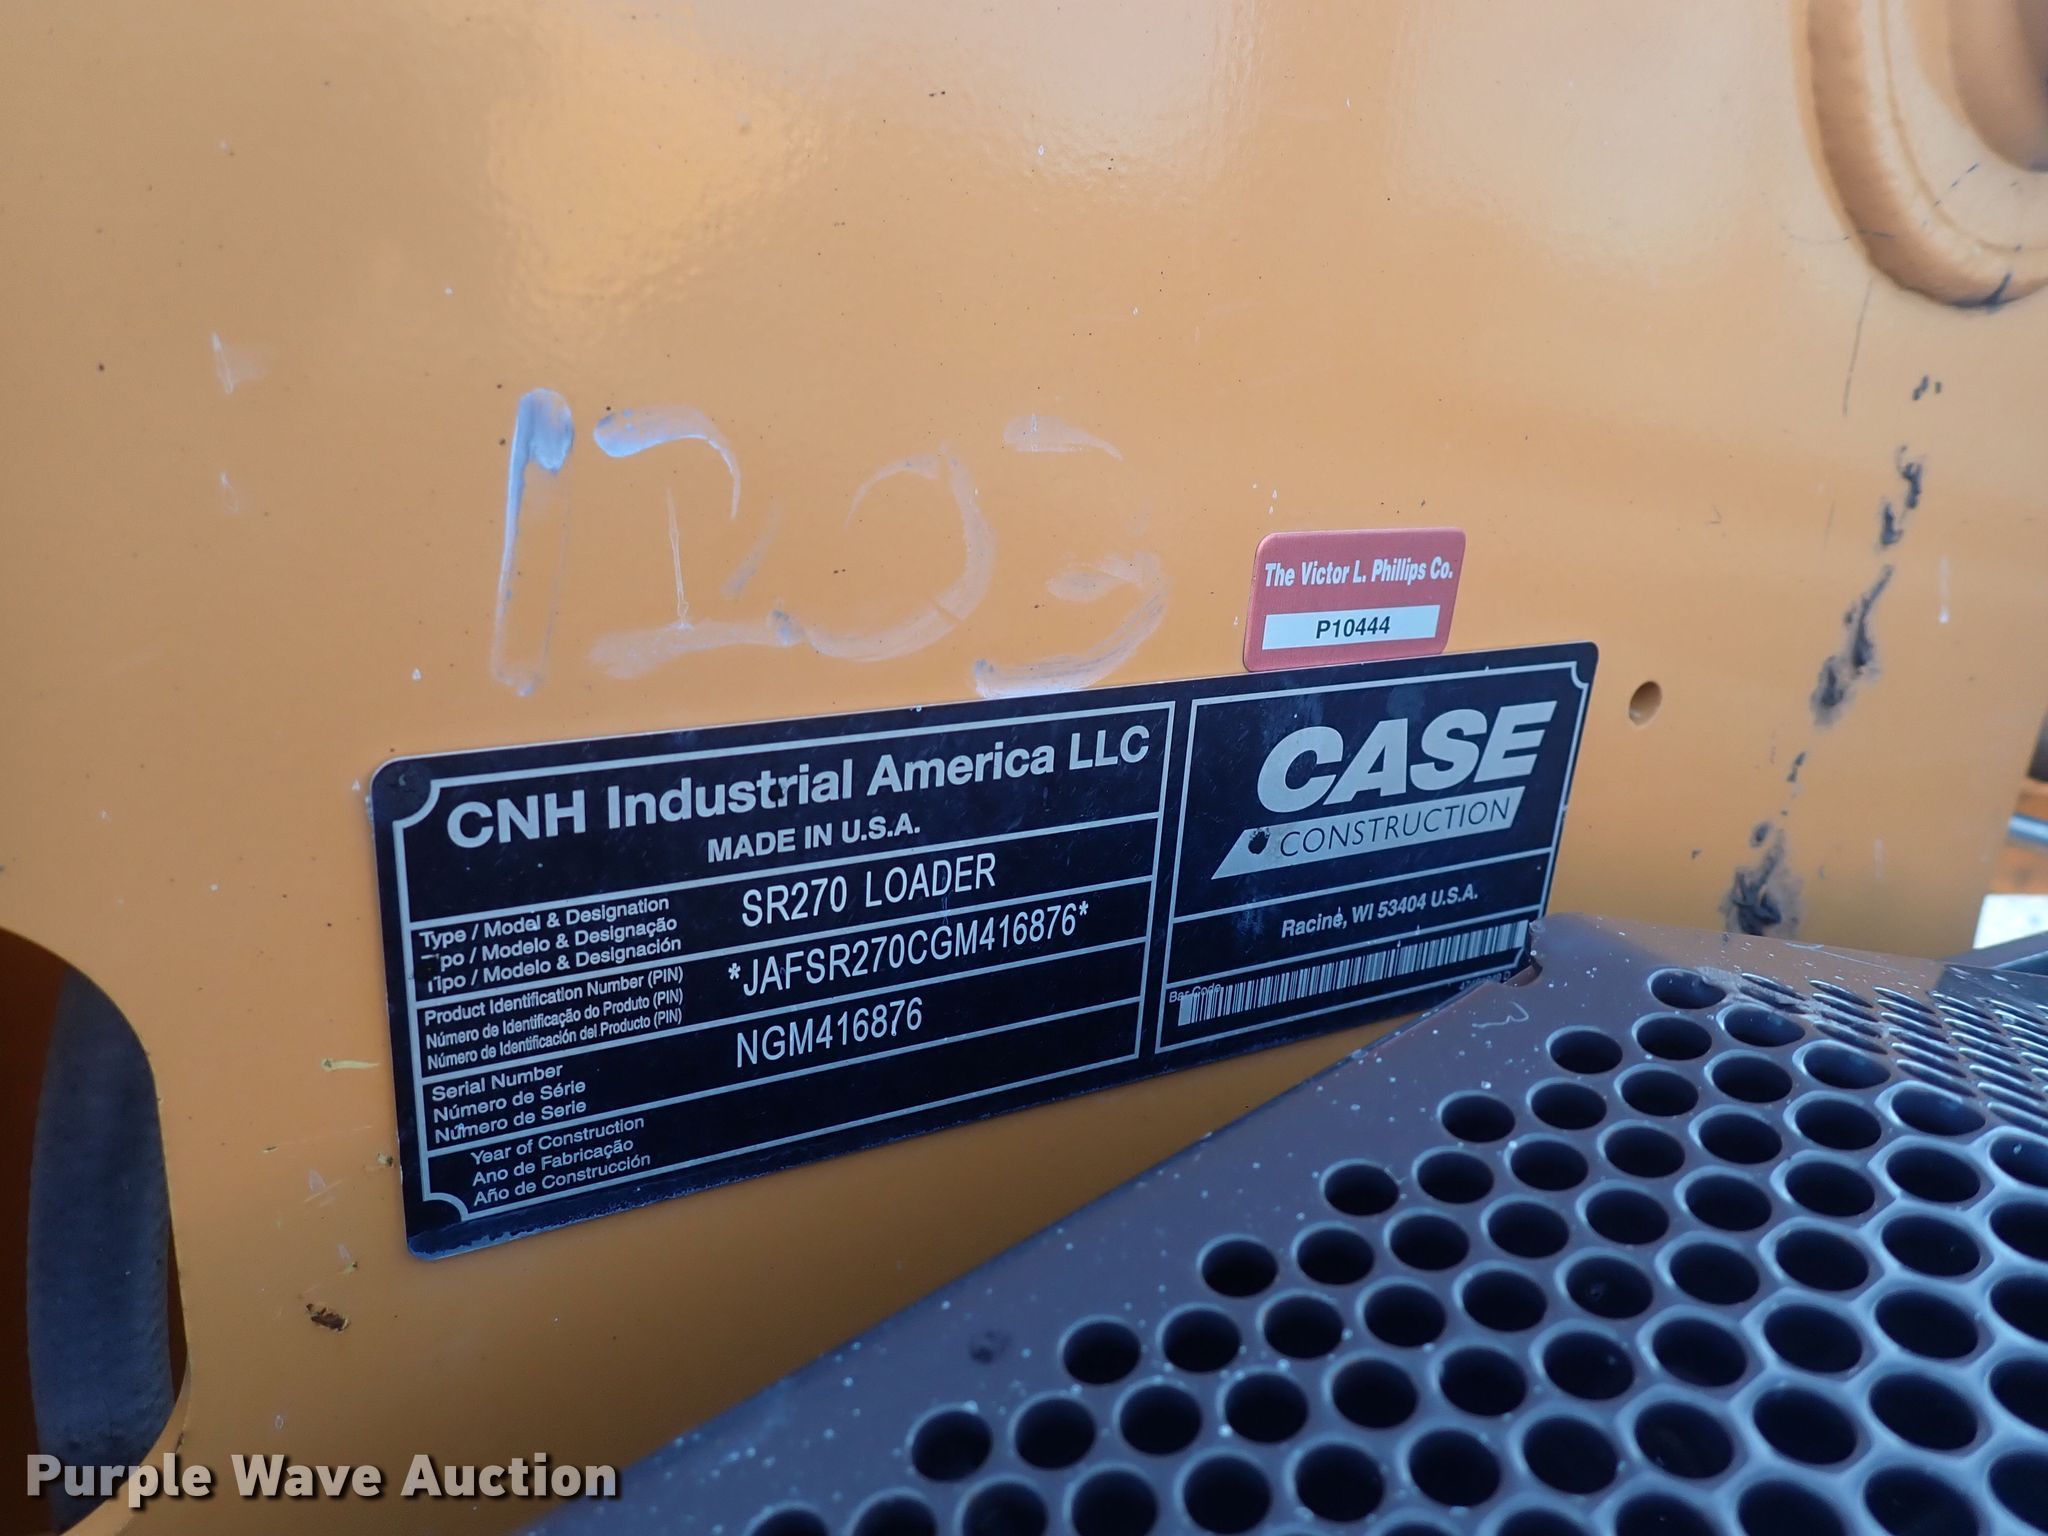 1203
The Victor L. Phillips Co.
P10444
CNH Industrial America LLC
MADE IN U.S.A.
Type / Model & Designation
Tipo / Modelo & Designação
Tipo / Modelo & Designación
SR270 LOADER
Product Identification Number (PIN)
Número de Identificação do Produto (PIN)
Número de Identificación del Producto (PIN)
*JAFSR270CGM416876*
Serial Number
Número de Série
Número de Serie
NGM416876
Year of Construction
Ano de Fabricação
Año de Construcción
CASE
CONSTRUCTION
Racine, WI 53404 U.S.A.
Bar Code
Purple Wave Auction